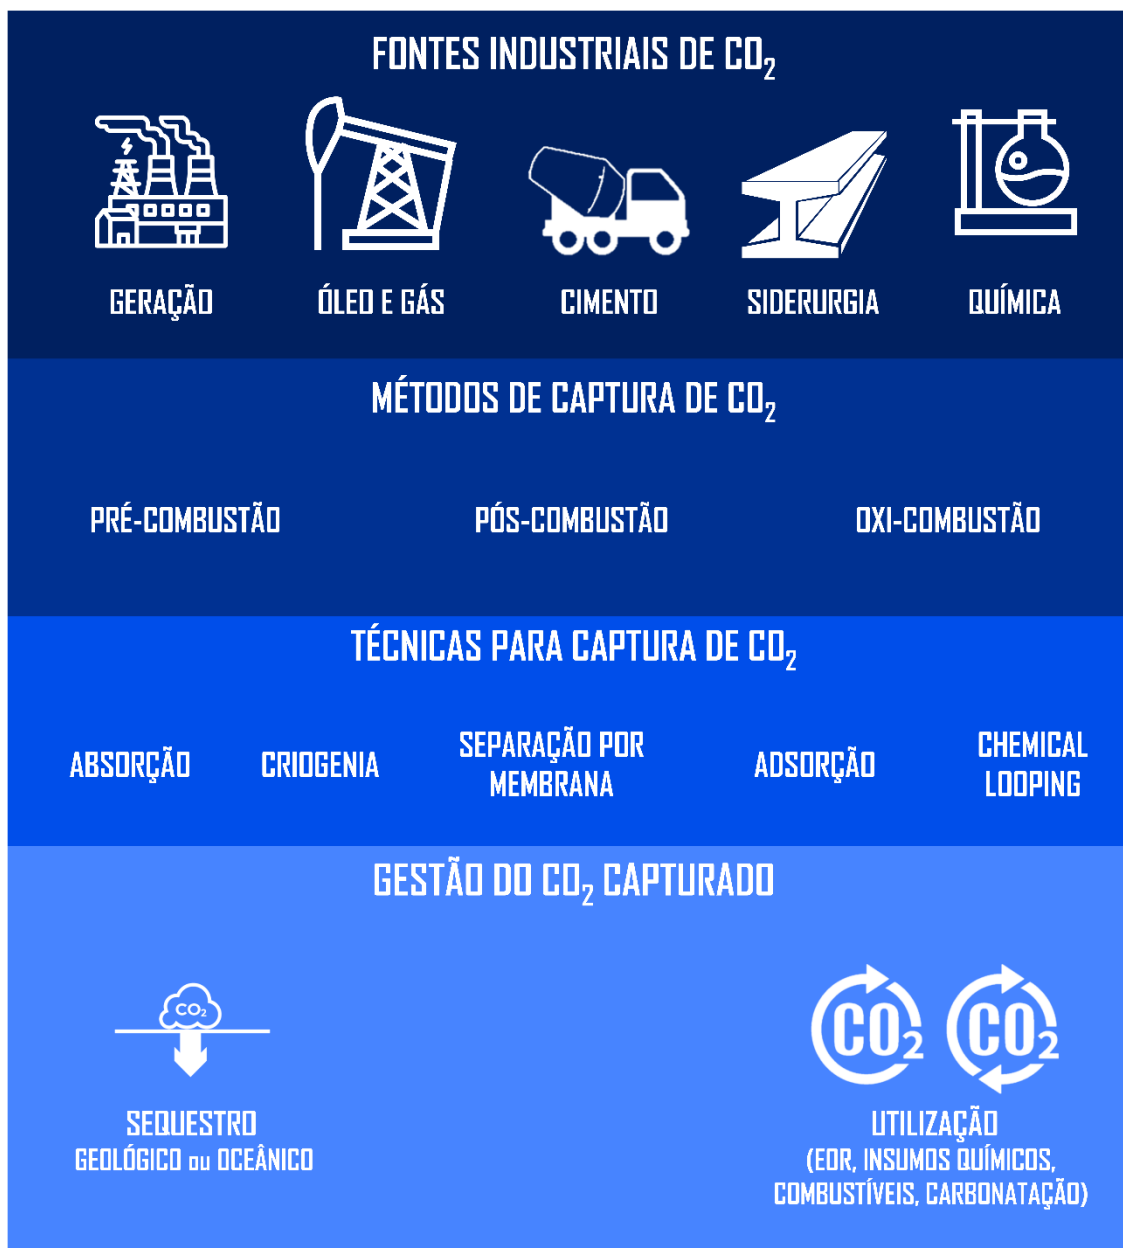 FONTES INDUSTRIAIS DE CO₂
GERAÇÃO
ÓLEO E GÁS
CIMENTO
SIDERURGIA
QUÍMICA
MÉTODOS DE CAPTURA DE CO₂
PRÉ-COMBUSTÃO
PÓS-COMBUSTÃO
OXI-COMBUSTÃO
TÉCNICAS PARA CAPTURA DE CO₂
ABSORÇÃO
CRIOGENIA
SEPARAÇÃO POR
MEMBRANA
ADSORÇÃO
CHEMICAL
LOOPING
GESTÃO DO CO₂ CAPTURADO
CO₂
SEQUESTRO
GEOLÓGICO ou OCEÂNICO
CO₂
CO₂
UTILIZAÇÃO
(EOR, INSUMOS QUÍMICOS,
COMBUSTÍVEIS, CARBONATAÇÃO)